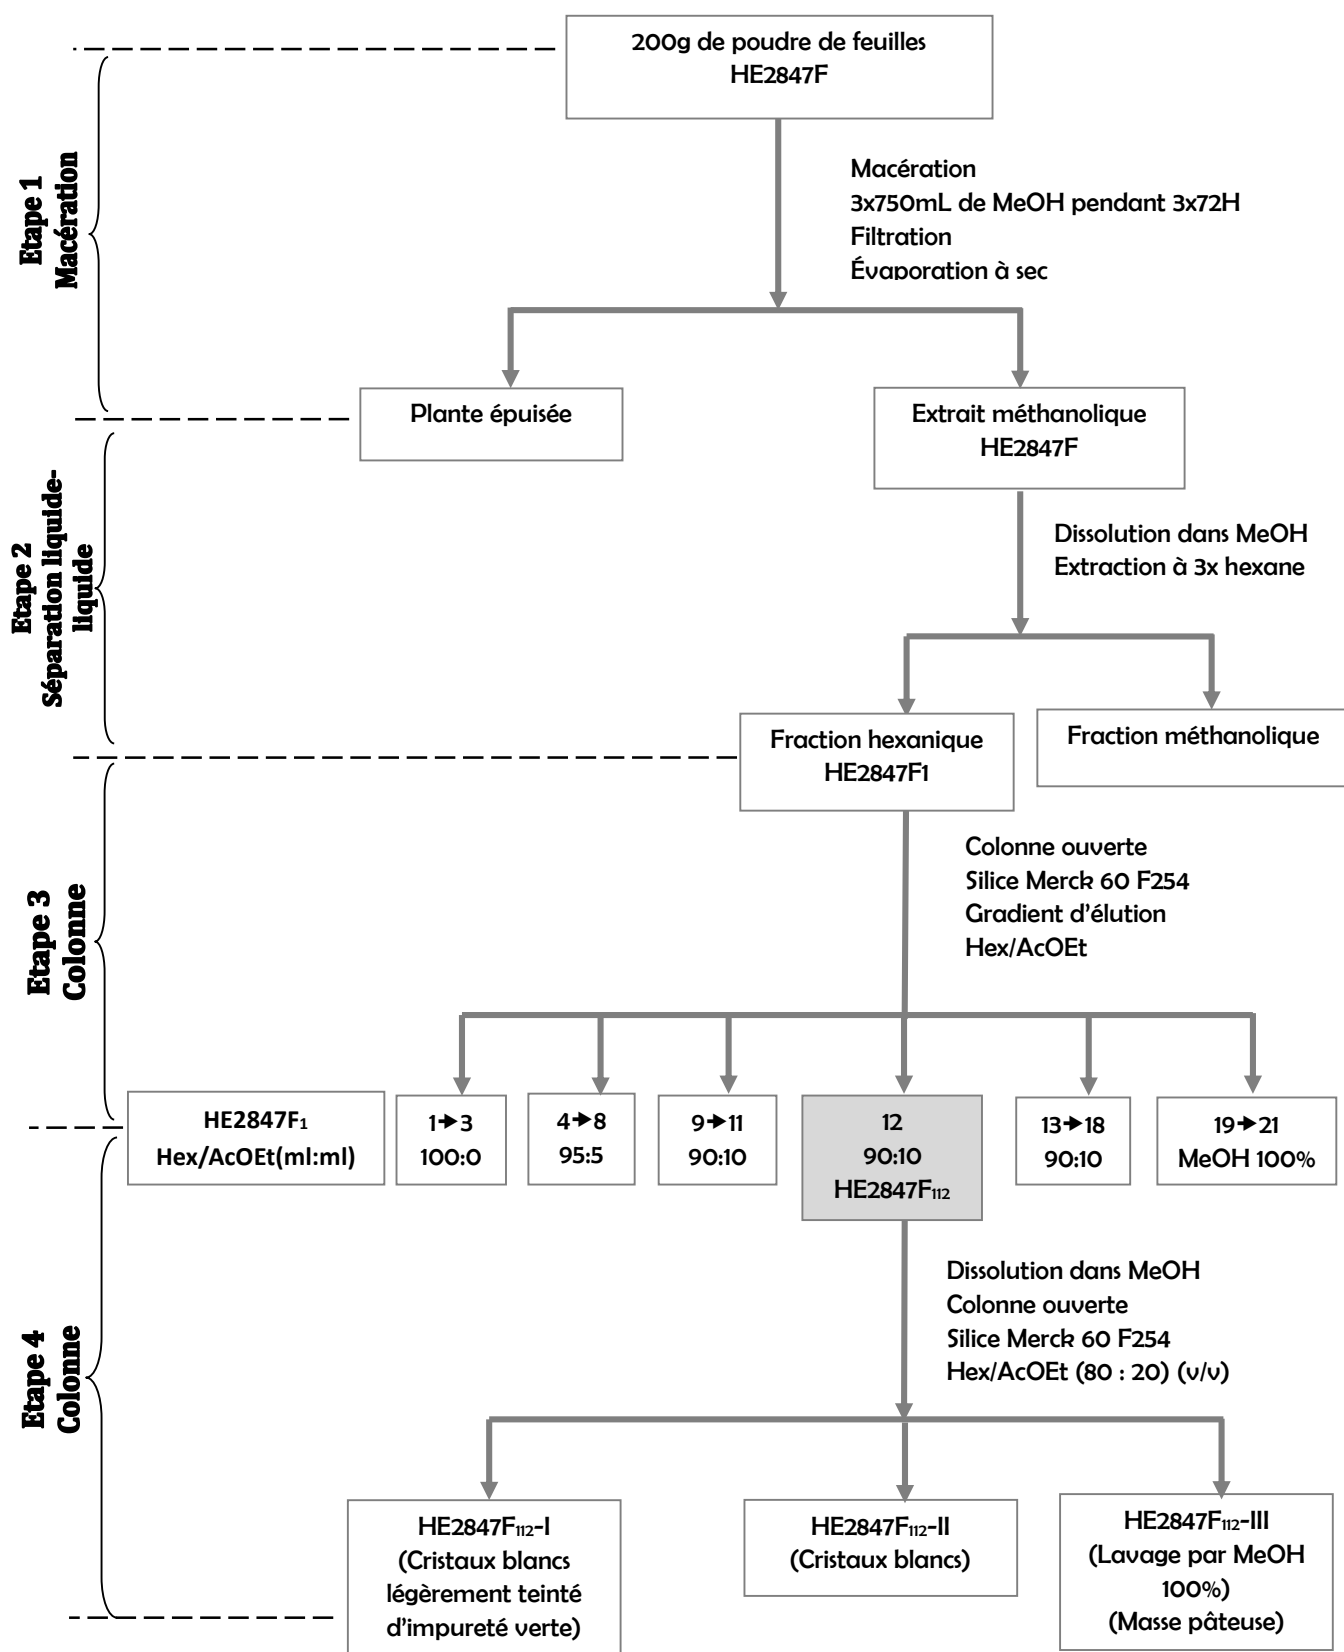 200g de poudre de feuilles
HE2847F
Etape 1
Macération
Macération
3x750mL de MeOH pendant 3x72H
Filtration
Évaporation à sec
Plante épuisée
Extrait méthanolique
HE2847F
Etape 2
Séparation liquide-
liquide
Dissolution dans MeOH
Extraction à 3x hexane
Fraction hexanique
HE2847F1
Fraction méthanolique
Etape 3
Colonne
Colonne ouverte
Silice Merck 60 F254
Gradient d’élution
Hex/AcOEt
HE2847F₁
Hex/AcOEt(ml:ml)
1→3
100:0
4→8
95:5
9→11
90:10
12
90:10
HE2847F₁₁₂
13→18
90:10
19→21
MeOH 100%
Etape 4
Colonne
Dissolution dans MeOH
Colonne ouverte
Silice Merck 60 F254
Hex/AcOEt (80 : 20) (v/v)
HE2847F₁₁₂-I
(Cristaux blancs
légèrement teinté
d’impureté verte)
HE2847F₁₁₂-II
(Cristaux blancs)
HE2847F₁₁₂-III
(Lavage par MeOH
100%)
(Masse pâteuse)